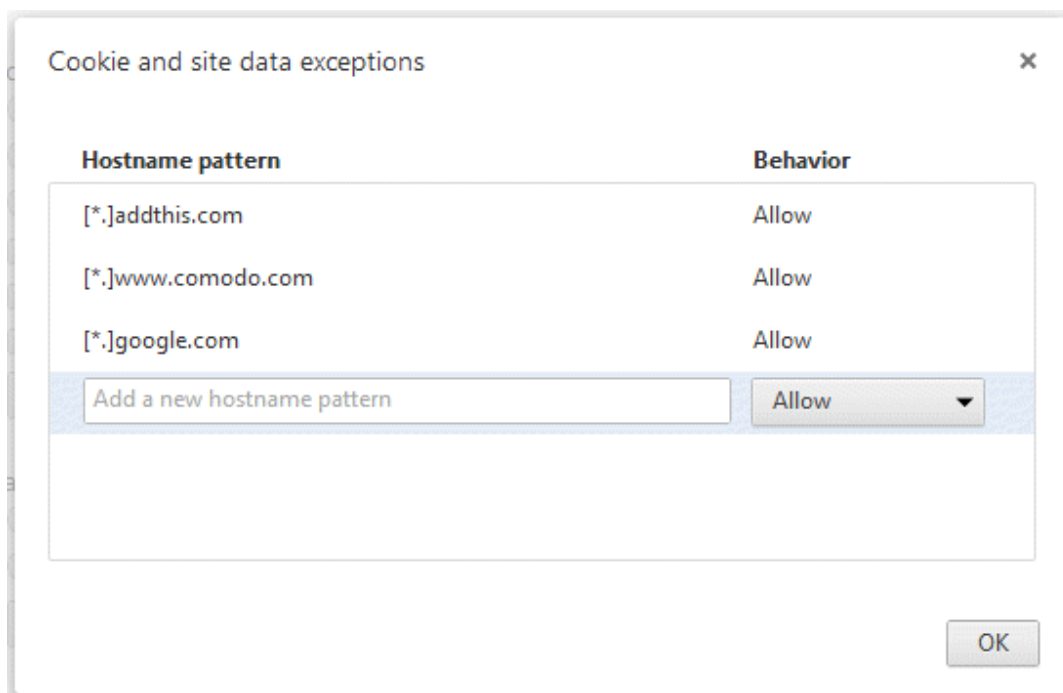 Cookie and site data exceptions ×
Hostname pattern Behavior
[*.]addthis.com Allow
[*.]www.comodo.com Allow
[*.]google.com Allow
Add a new hostname pattern Allow
OK